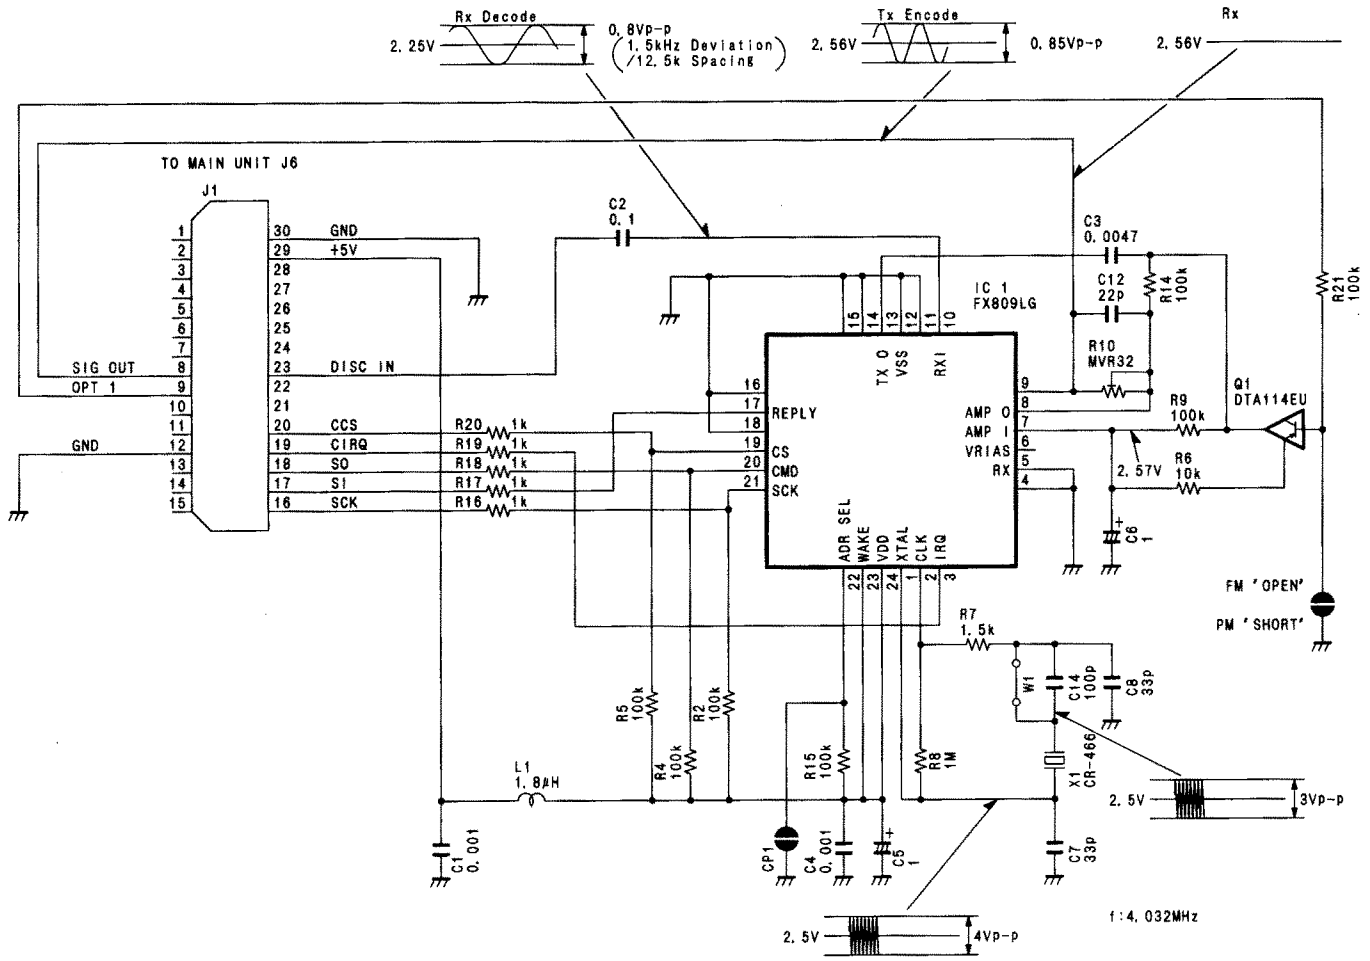 Rx Decode
2.25V
0.8Vp-p
(1.5kHz Deviation
/12.5k Spacing)
Tx Encode
2.56V
0.85Vp-p
Rx
2.56V
TO MAIN UNIT J6
J1
1
2
3
4
5
6
7
8
9
10
11
12
13
14
15
SIG OUT
OPT 1
GND
30 GND
29 +5V
28
27
26
25
24
23 DISC IN
22
21
20 CCS
19 CIRQ
18 SO
17 SI
16 SCK
R20 1k
R19 1k
R18 1k
R17 1k
R16 1k
C2
0.1
C3
0.0047
C12
22p
R14
100k
R21
100k
IC 1
FX809LG
15 14 13 12 11 10
TX O
VSS
RXI
16
17 REPLY
18
19 CS
20 CMD
21 SCK
9
8 AMP O
7 AMP I
6 VRIAS
5 RX
4
ADR SEL
WAKE
VDD
XTAL
CLK
IRQ
22 23 24 1 2 3
R10
MVR32
R9
100k
Q1
DTA114EU
2.57V
R6
10k
+
C6
1
FM "OPEN"
PM "SHORT"
R7
1.5k
W1
C14
100p
C8
33p
R5
100k
R4
100k
R2
100k
R15
100k
R8
1M
X1
CR-466
L1
1.8μH
C1
0.001
CP1
C4
0.001
+
C5
1
C7
33p
2.5V
3Vp-p
2.5V
4Vp-p
f:4.032MHz